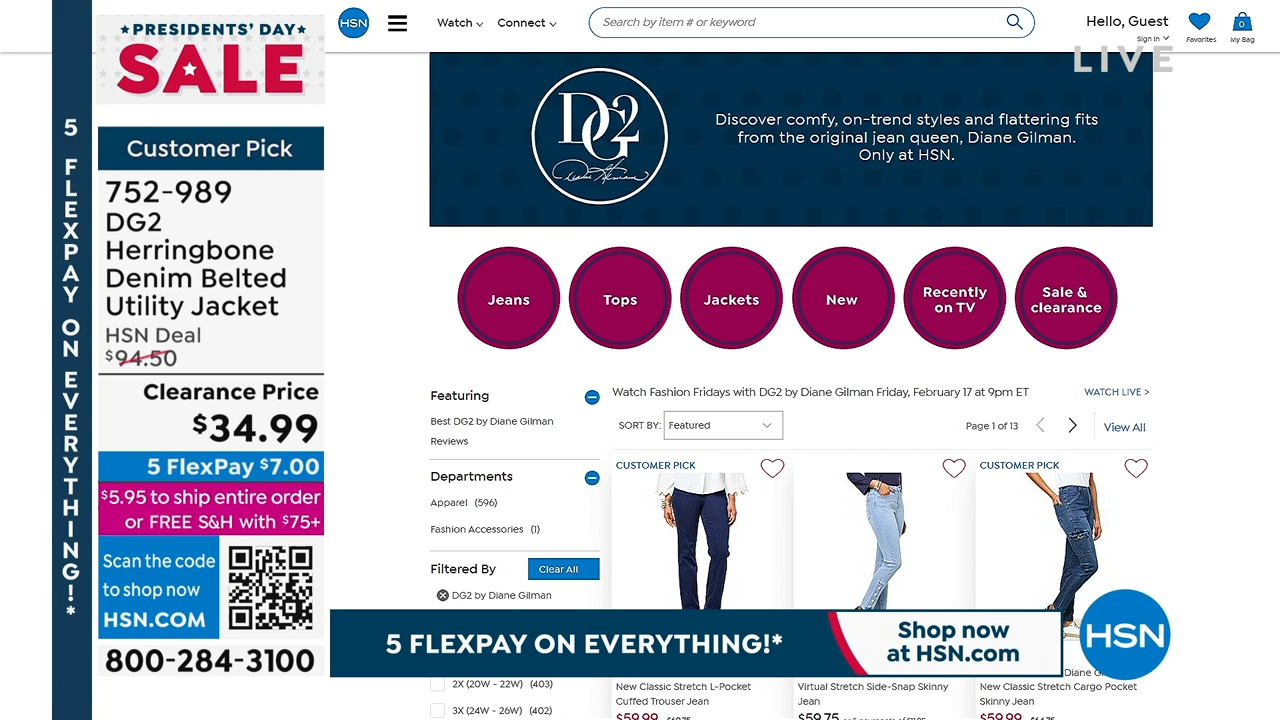 5 FLEXPAY ON EVERYTHING!*
PRESIDENTS' DAY
SALE
Customer Pick
752-989
DG2
Herringbone
Denim Belted
Utility Jacket
HSN Deal
$94.50
Clearance Price
$34.99
5 FlexPay $7.00
$5.95 to ship entire order
or FREE S&H with $75+
Scan the code
to shop now
HSN.COM
800-284-3100
HSN
Watch
Connect
Search by item # or keyword
Hello, Guest
Sign In
Favorites
0
My Bag
LIVE
DG2
Diane Gilman
Discover comfy, on-trend styles and flattering fits
from the original jean queen, Diane Gilman.
Only at HSN.
Jeans
Tops
Jackets
New
Recently
on TV
Sale &
clearance
Featuring
Best DG2 by Diane Gilman
Reviews
Departments
Apparel (596)
Fashion Accessories (1)
Filtered By
Clear All
DG2 by Diane Gilman
2X (20W - 22W) (403)
3X (24W - 26W) (402)
Watch Fashion Fridays with DG2 by Diane Gilman Friday, February 17 at 9pm ET
WATCH LIVE >
SORT BY: Featured
Page 1 of 13
View All
CUSTOMER PICK
CUSTOMER PICK
New Classic Stretch L-Pocket
Cuffed Trouser Jean
$59.99
Virtual Stretch Side-Snap Skinny
Jean
$59.75
New Classic Stretch Cargo Pocket
Skinny Jean
$59.99
5 FLEXPAY ON EVERYTHING!*
Shop now
at HSN.com
HSN